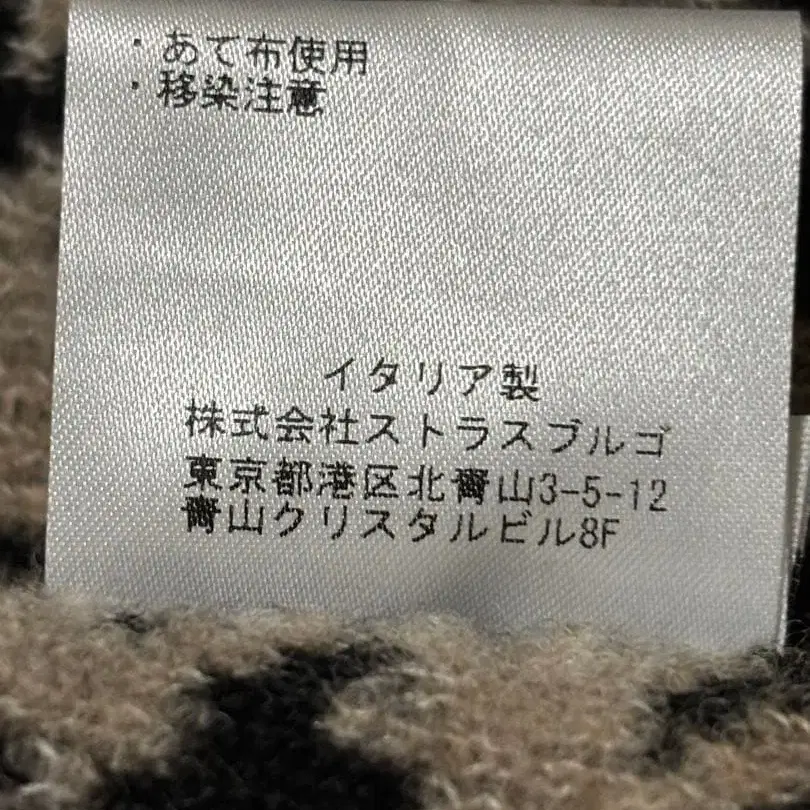 ・あて布使用
・移染注意
イタリア製
株式会社ストラスブルゴ
東京都港区北青山3-5-12
青山クリスタルビル8F